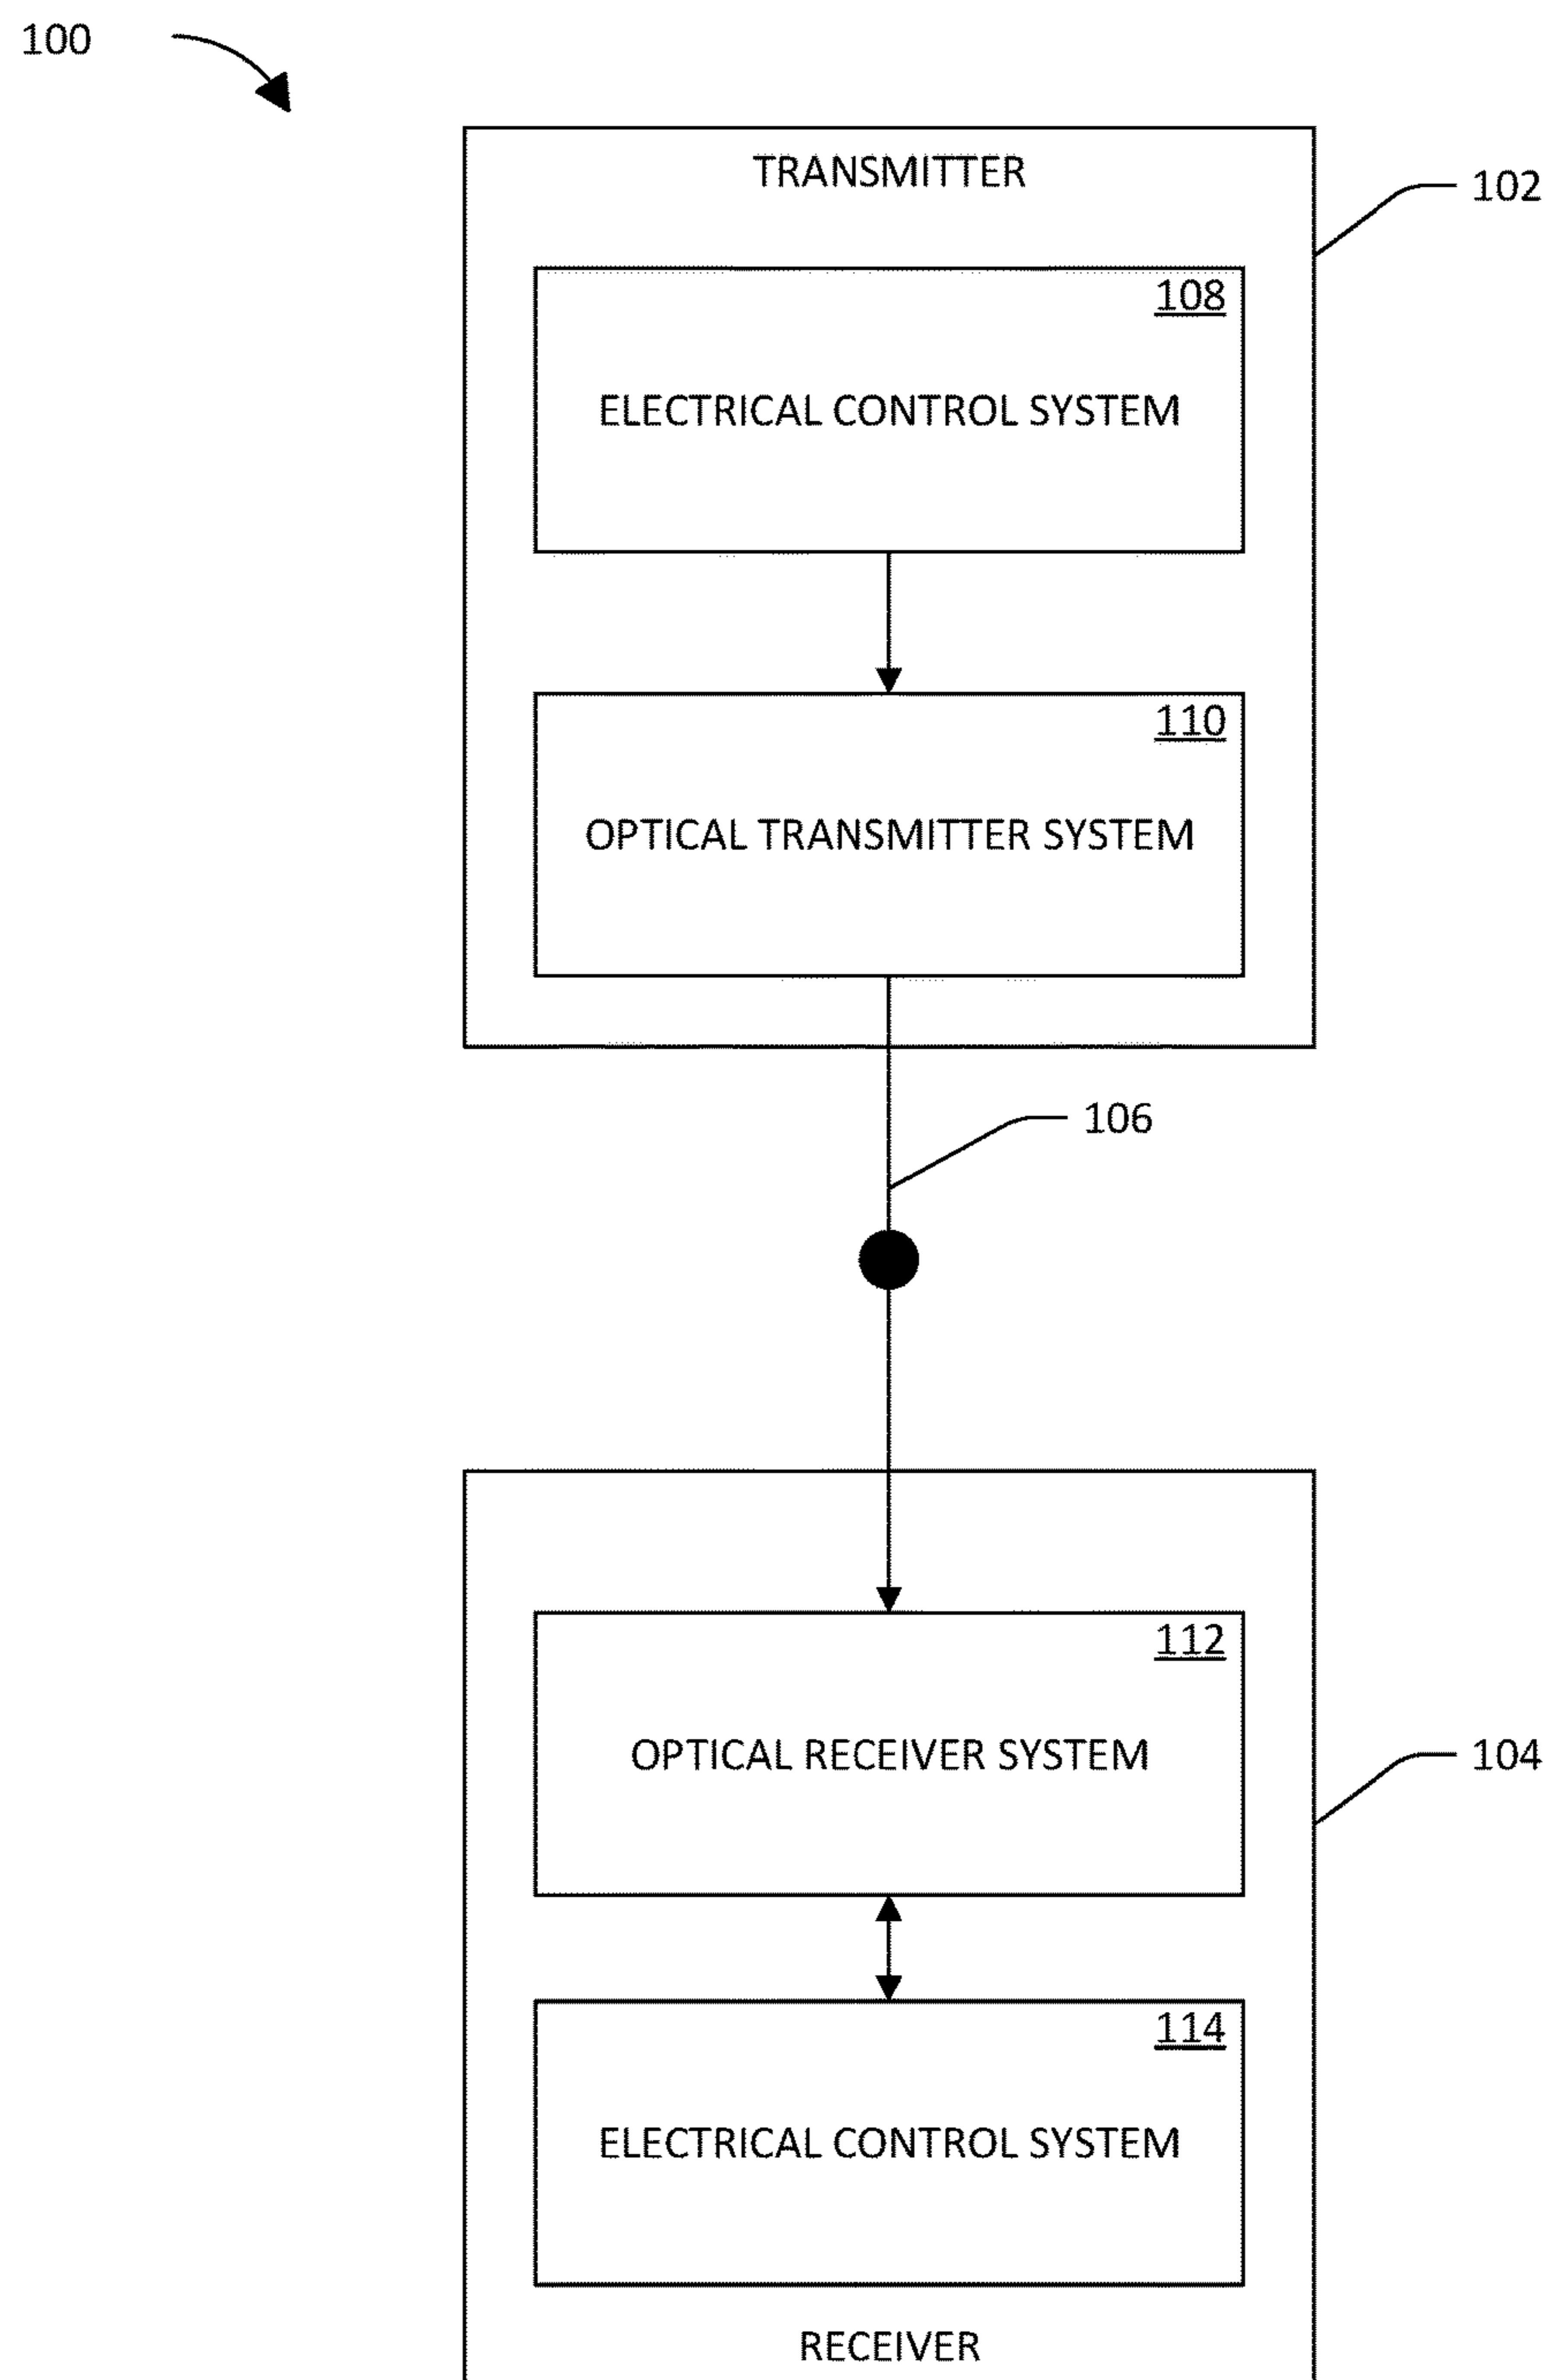 100
TRANSMITTER
102
108
ELECTRICAL CONTROL SYSTEM
110
OPTICAL TRANSMITTER SYSTEM
106
112
OPTICAL RECEIVER SYSTEM
104
114
ELECTRICAL CONTROL SYSTEM
RECEIVER